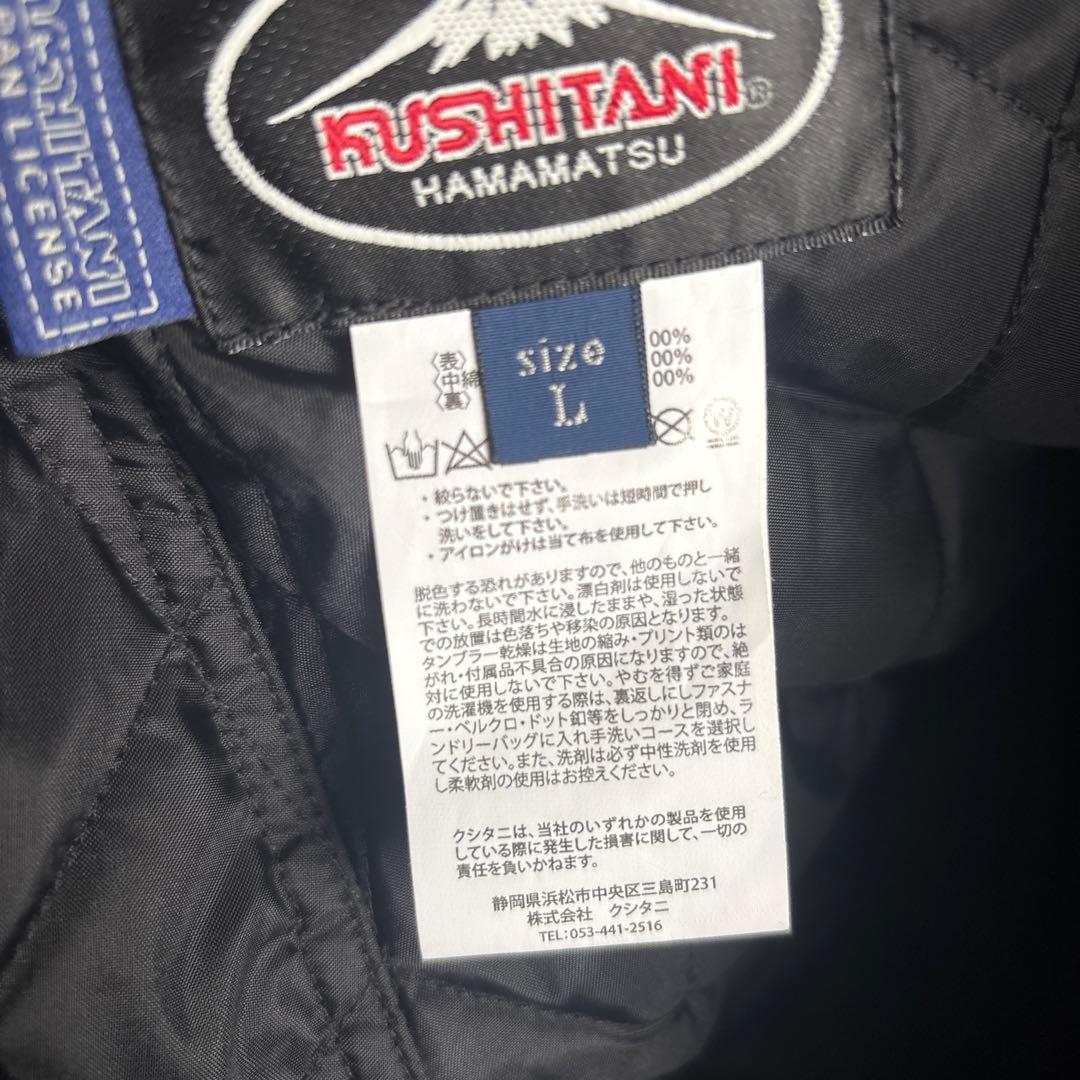 KUSHITANI®
HAMAMATSU
PAN LICENSE
size
L
〈表〉 00%
〈中綿 00%
〈裏〉 00%
・絞らないで下さい。
・つけ置きはせず、手洗いは短時間で押し
洗いをして下さい。
・アイロンがけは当て布を使用して下さい。
脱色する恐れがありますので、他のものと一緒
に洗わないで下さい。漂白剤は使用しないで
下さい。長時間水に浸したままや、湿った状態
での放置は色落ちや移染の原因となります。
タンブラー乾燥は生地の縮み・プリント類のは
がれ・付属品不具合の原因になりますので、絶
対に使用しないで下さい。やむを得ずご家庭
の洗濯機を使用する際は、裏返しにしファスナ
ー・ベルクロ・ドット釦等をしっかりと閉め、ラ
ンドリーバッグに入れ手洗いコースを選択し
てください。また、洗剤は必ず中性洗剤を使用
し柔軟剤の使用はお控えください。
クシタニは、当社のいずれかの製品を使用
している際に発生した損害に関して、一切の
責任を負いかねます。
静岡県浜松市中央区三島町231
株式会社 クシタニ
TEL:053-441-2516